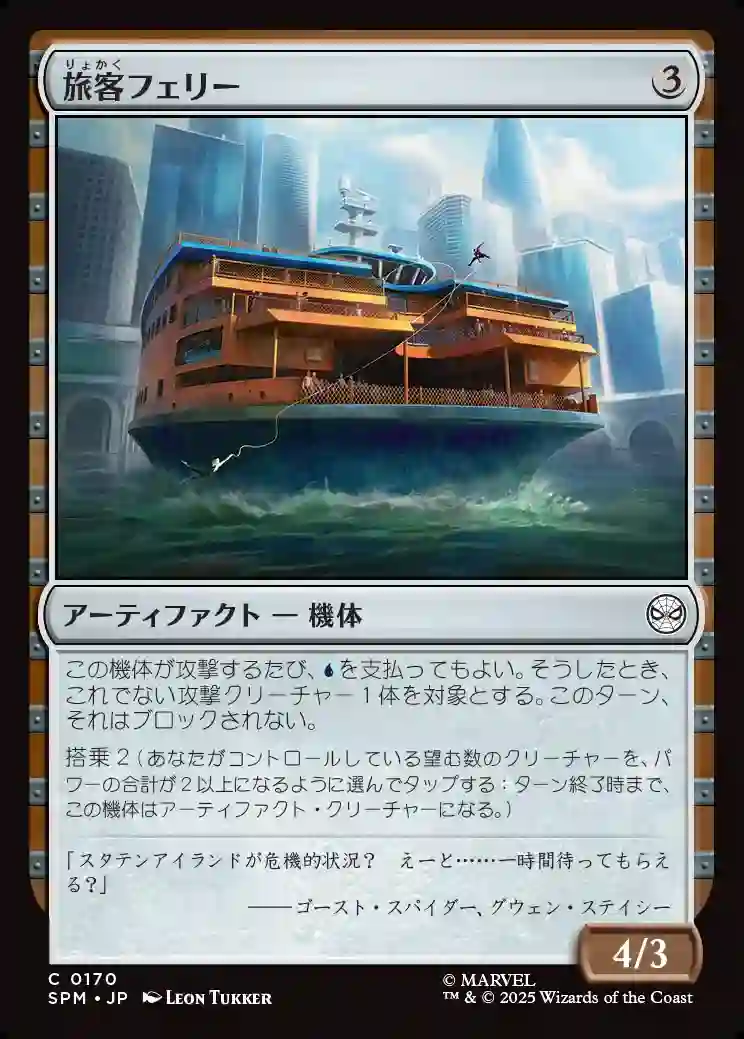 りょかく
旅客フェリー
3
アーティファクト — 機体
この機体が攻撃するたび、を支払ってもよい。そうしたとき、
これでない攻撃クリーチャー1体を対象とする。このターン、
それはブロックされない。
搭乗2（あなたがコントロールしている望む数のクリーチャーを、パ
ワーの合計が2以上になるように選んでタップする：ターン終了時まで、
この機体はアーティファクト・クリーチャーになる。）
「スタテンアイランドが危機的状況？　えーと……一時間待ってもらえ
る？」
――ゴースト・スパイダー、グウェン・ステイシー
4/3
C 0170
SPM • JP LEON TUKKER
© MARVEL
™ & © 2025 Wizards of the Coast